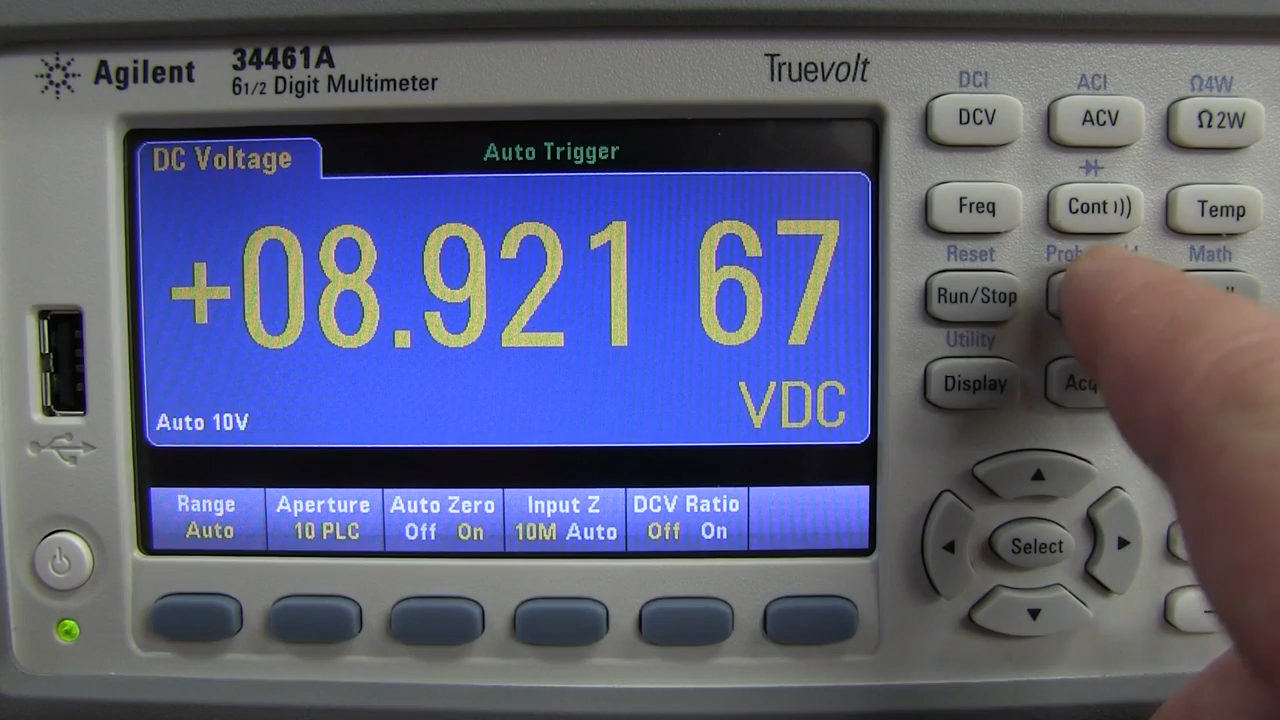 Agilent
34461A
6 1/2 Digit Multimeter
Truevolt
DC Voltage
Auto Trigger
+08.921 67
VDC
Auto 10V
Range
Auto
Aperture
10 PLC
Auto Zero
Off On
Input Z
10M Auto
DCV Ratio
Off On
DCI
ACI
Ω4W
DCV
ACV
Ω2W
Freq
Cont
Temp
Reset
Math
Run/Stop
Utility
Display
Select